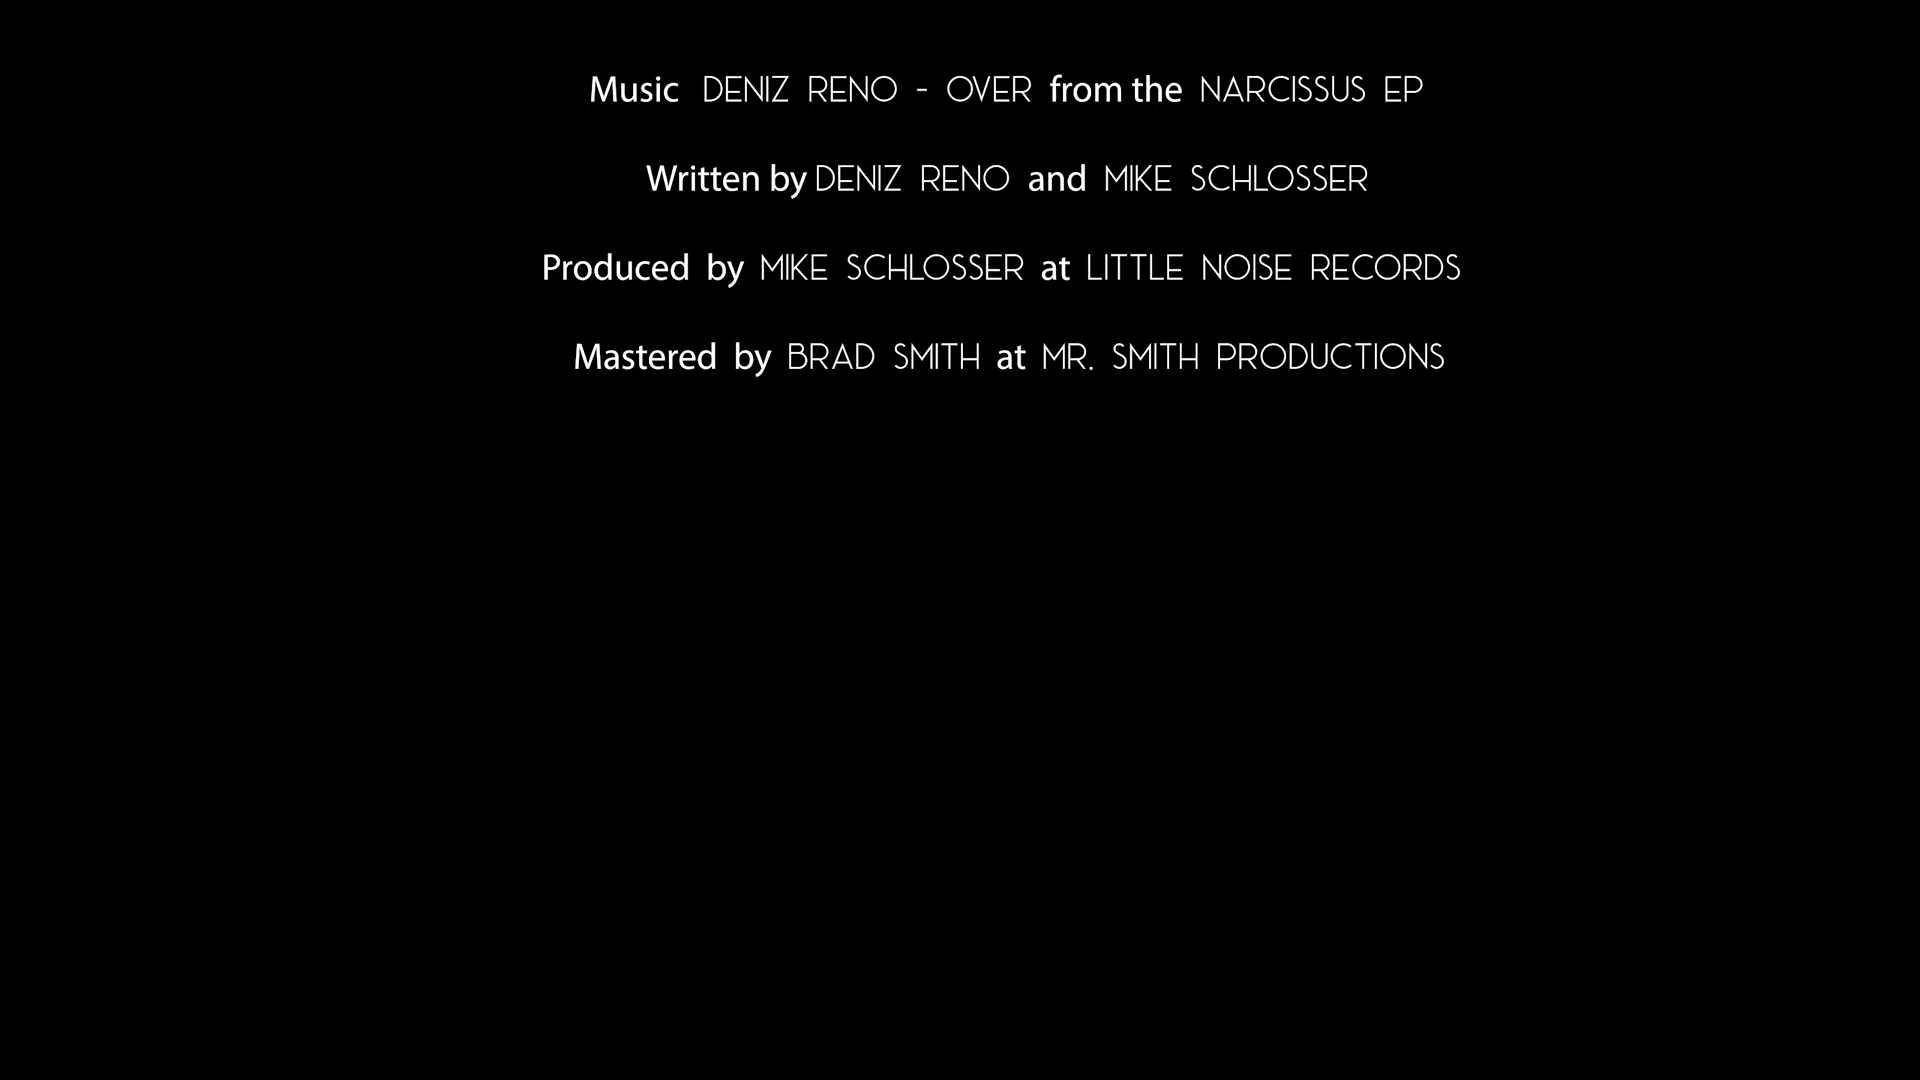 Music DENIZ RENO - OVER from the NARCISSUS EP
Written by DENIZ RENO and MIKE SCHLOSSER
Produced by MIKE SCHLOSSER at LITTLE NOISE RECORDS
Mastered by BRAD SMITH at MR. SMITH PRODUCTIONS